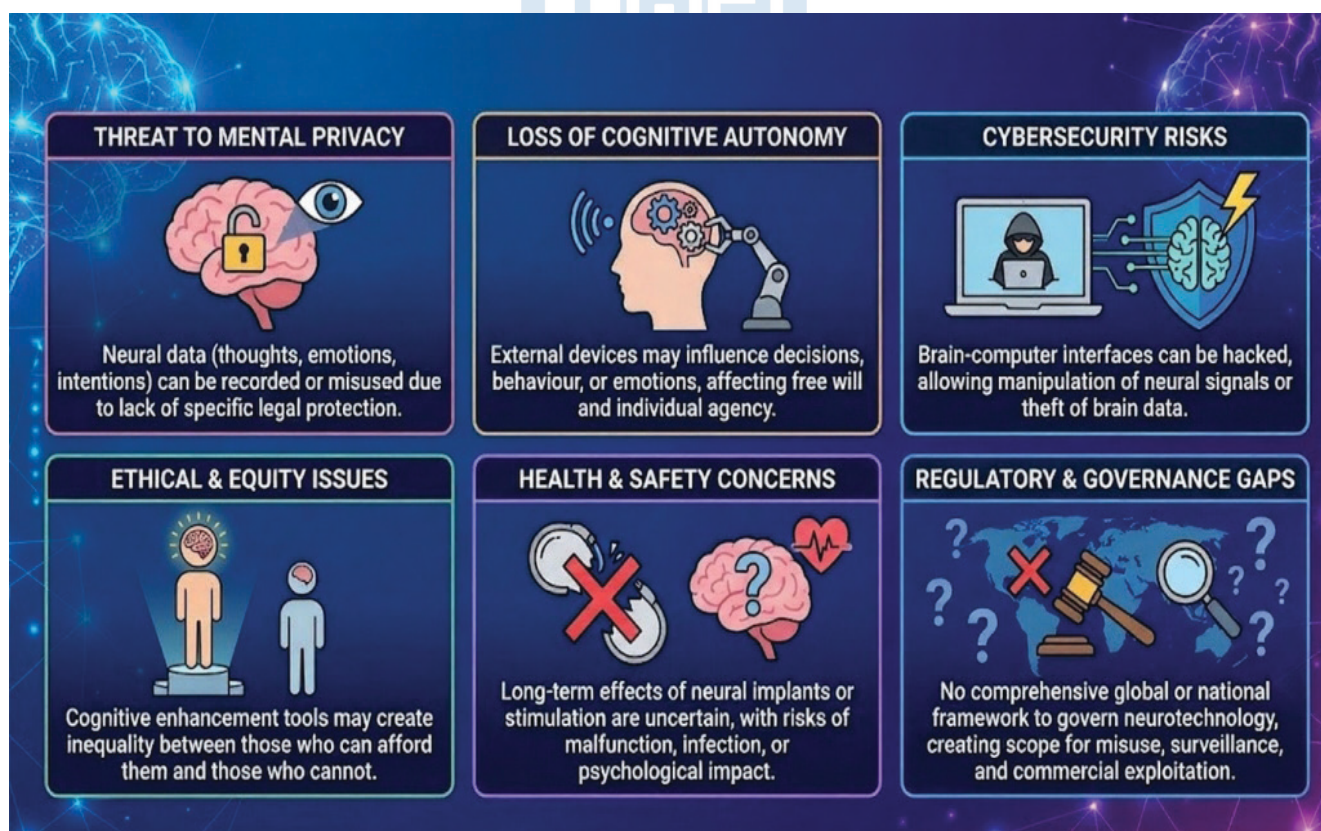 THREAT TO MENTAL PRIVACY
Neural data (thoughts, emotions,
intentions) can be recorded or misused due
to lack of specific legal protection.
LOSS OF COGNITIVE AUTONOMY
External devices may influence decisions,
behaviour, or emotions, affecting free will
and individual agency.
CYBERSECURITY RISKS
Brain-computer interfaces can be hacked,
allowing manipulation of neural signals or
theft of brain data.
ETHICAL & EQUITY ISSUES
Cognitive enhancement tools may create
inequality between those who can afford
them and those who cannot.
HEALTH & SAFETY CONCERNS
?
Long-term effects of neural implants or
stimulation are uncertain, with risks of
malfunction, infection, or
psychological impact.
REGULATORY & GOVERNANCE GAPS
? ? ? ? ? ? ?
No comprehensive global or national
framework to govern neurotechnology,
creating scope for misuse, surveillance,
and commercial exploitation.